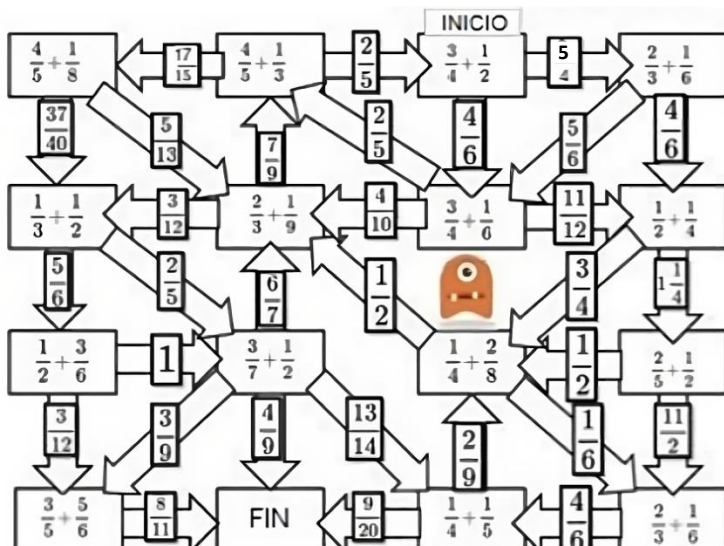 INICIO
4/5 + 1/8 17/15 4/5 + 1/3 2/5 3/4 + 1/2 5/4 2/3 + 1/6
37/40 5/13 7/9 2/5 4/6 5/6 4/6
1/3 + 1/2 3/12 2/3 + 1/9 4/10 3/4 + 1/6 11/12 1/2 + 1/4
5/6 2/5 6/7 1/2 3/4 1 1/4
1/2 + 3/6 1 3/7 + 1/2 1/4 + 2/8 1/2 2/5 + 1/2
3/12 3/9 4/9 13/14 2/9 1/6 11/2
3/5 + 5/6 8/11 FIN 9/20 1/4 + 1/5 4/6 2/3 + 1/6